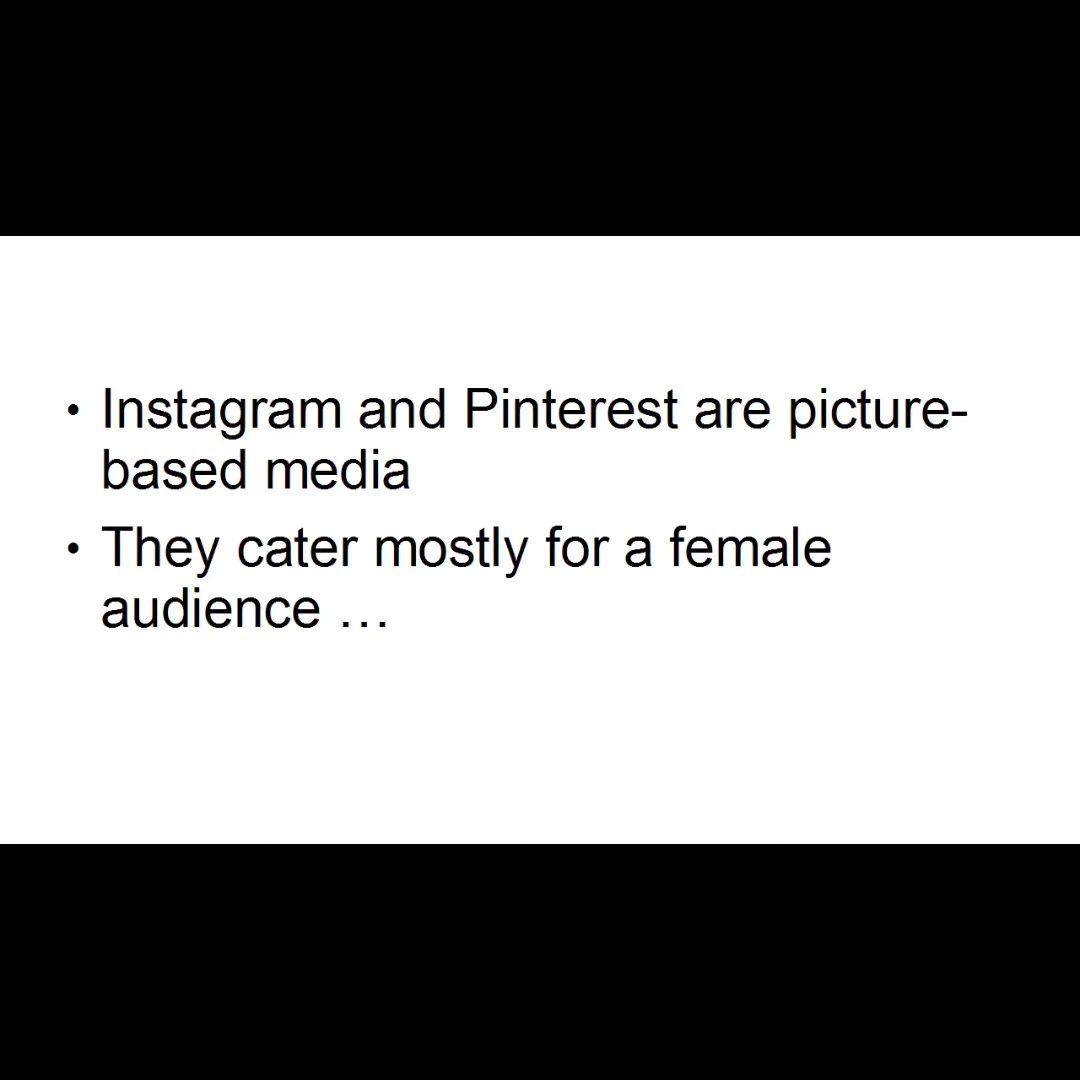 • Instagram and Pinterest are picture-
based media
• They cater mostly for a female
audience …